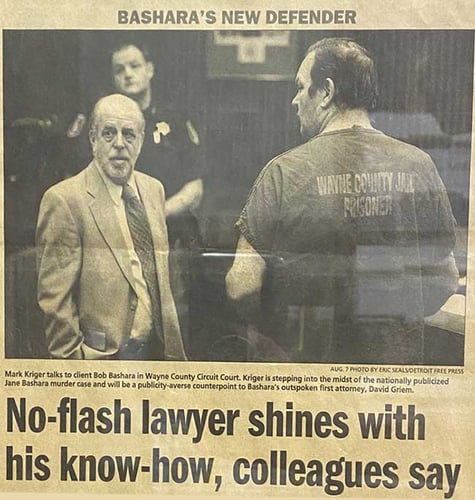 BASHARA'S NEW DEFENDER
WAYNE COUNTY JAIL
PRISONER
AUG. 7 PHOTO BY ERIC SEALS/DETROIT FREE PRESS
Mark Kriger talks to client Bob Bashara in Wayne County Circuit Court. Kriger is stepping into the midst of the nationally publicized
Jane Bashara murder case and will be a publicity-averse counterpoint to Bashara's outspoken first attorney, David Griem.
No-flash lawyer shines with
his know-how, colleagues say